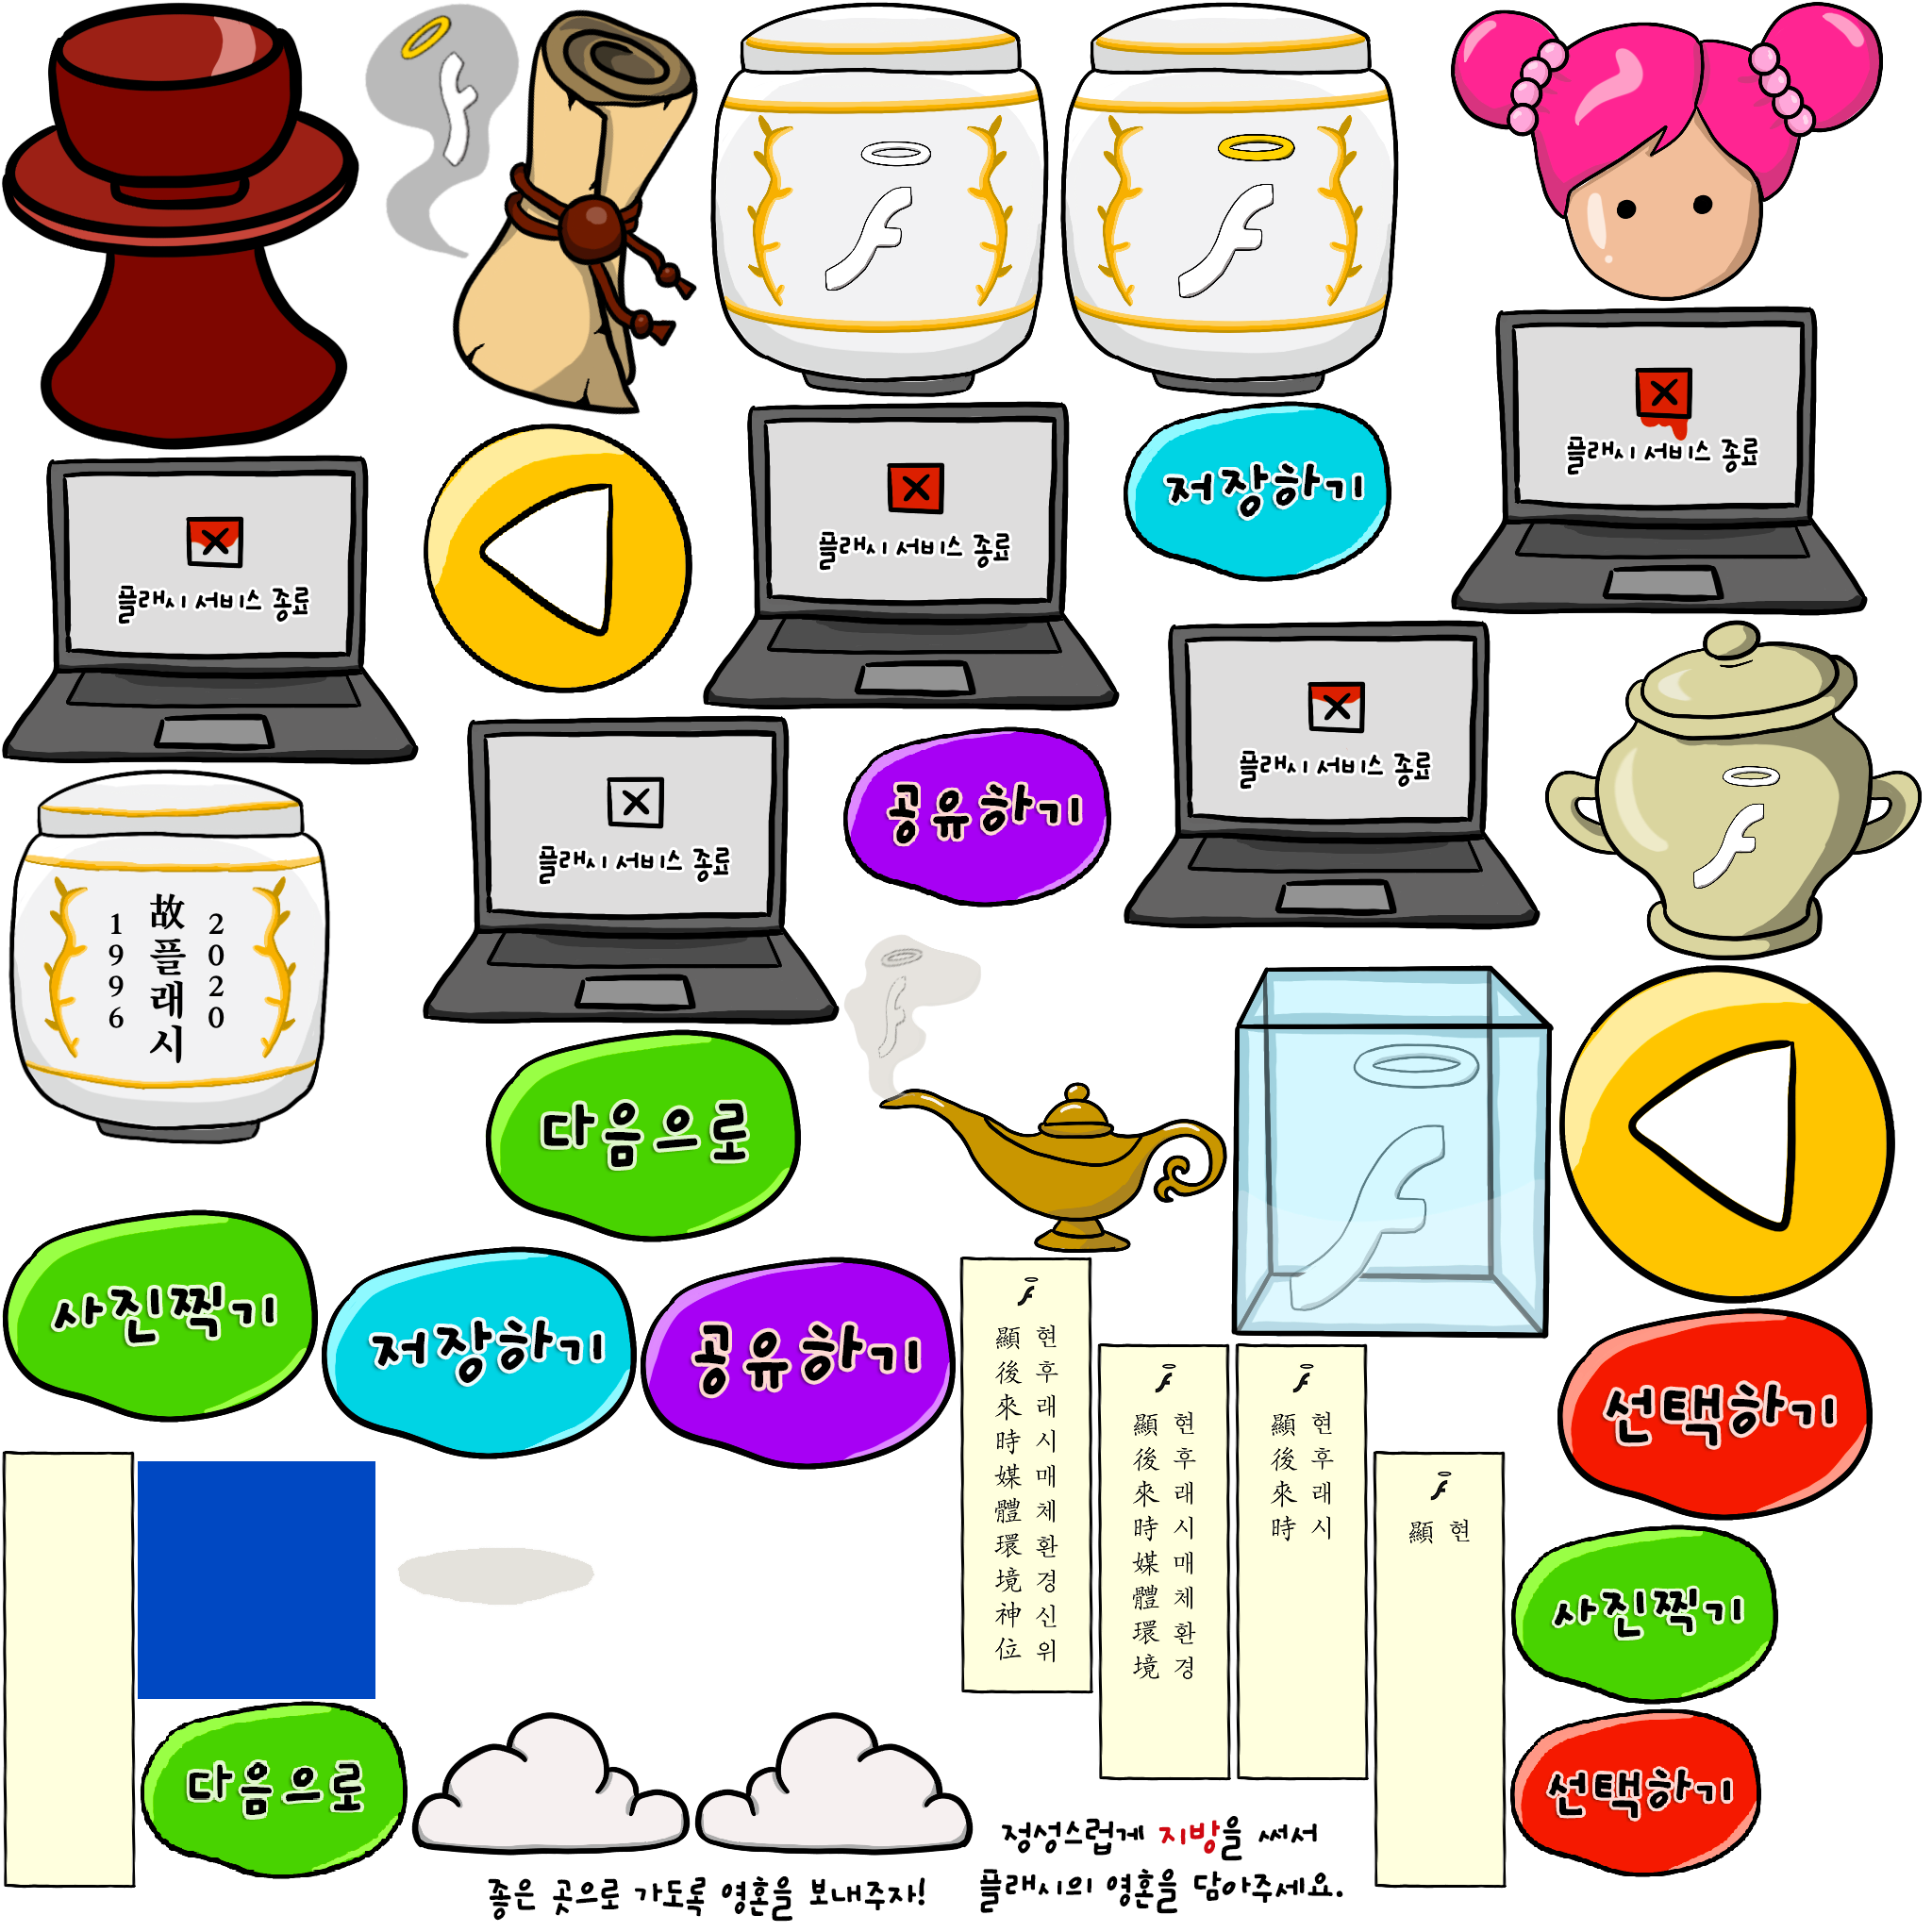 플래시 서비스 종료
저장하기
플래시 서비스 종료
플래시 서비스 종료
플래시 서비스 종료
플래시 서비스 종료
공유하기
1996
故플래시
2020
다음으로
사진찍기
저장하기
공유하기
선택하기
顯後來時媒體環境神位
현후래시매체환경신위
顯後來時媒體環境
현후래시매체환경
顯後來時
현후래시
顯
현
사진찍기
선택하기
다음으로
정성스럽게 지방을 써서
플래시의 영혼을 담아주세요.
좋은 곳으로 가도록 영혼을 보내주자!